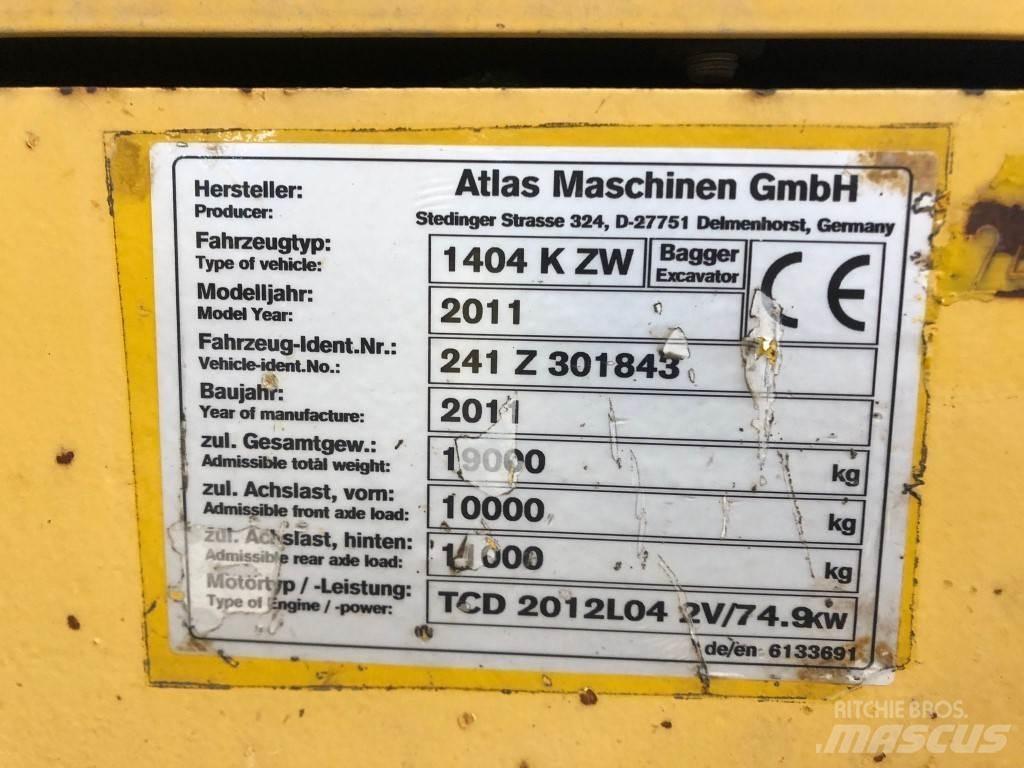 Hersteller: Atlas Maschinen GmbH
Producer: Stedinger Strasse 324, D-27751 Delmenhorst, Germany
Fahrzeugtyp: 1404 K ZW Bagger
Type of vehicle: Excavator
CE
Modelljahr: 2011
Model Year:
Fahrzeug-Ident.Nr.: 241 Z 301843
Vehicle-ident.No.:
Baujahr: 2011
Year of manufacture:
zul. Gesamtgew.: 19000 kg
Admissible total weight:
zul. Achslast, vorn: 10000 kg
Admissible front axle load:
zul. Achslast, hinten: 11000 kg
Admissible rear axle load:
Motortyp / -Leistung: TCD 2012L04 2V/74.9KW
Type of Engine / -power:
de/en 6133691
RITCHIE BROS.
MASCUS